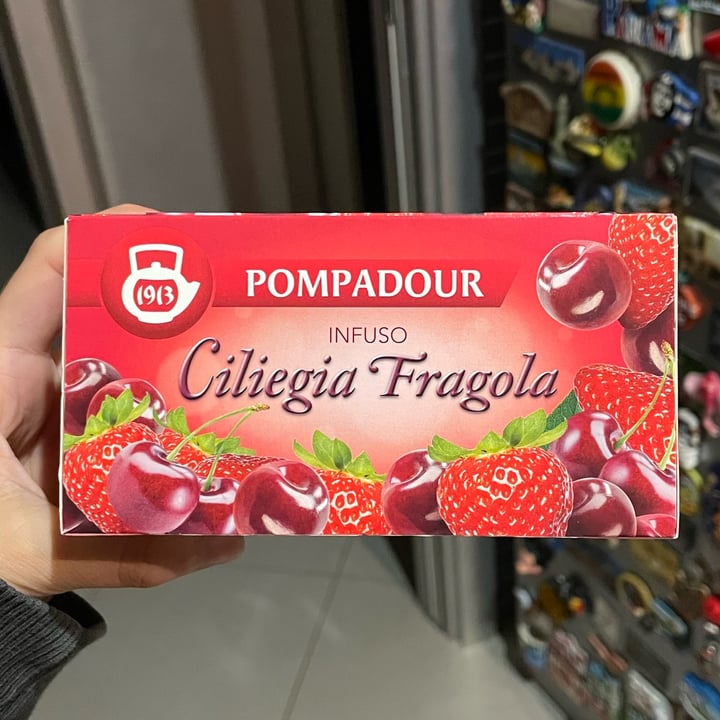 1913
POMPADOUR
INFUSO
Ciliegia Fragola